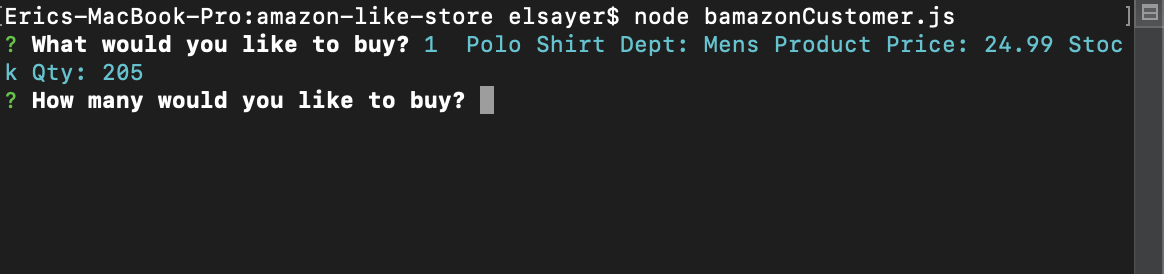 [Erics-MacBook-Pro:amazon-like-store elsayer$ node bamazonCustomer.js ]
? What would you like to buy? 1  Polo Shirt Dept: Mens Product Price: 24.99 Stoc
k Qty: 205
? How many would you like to buy?